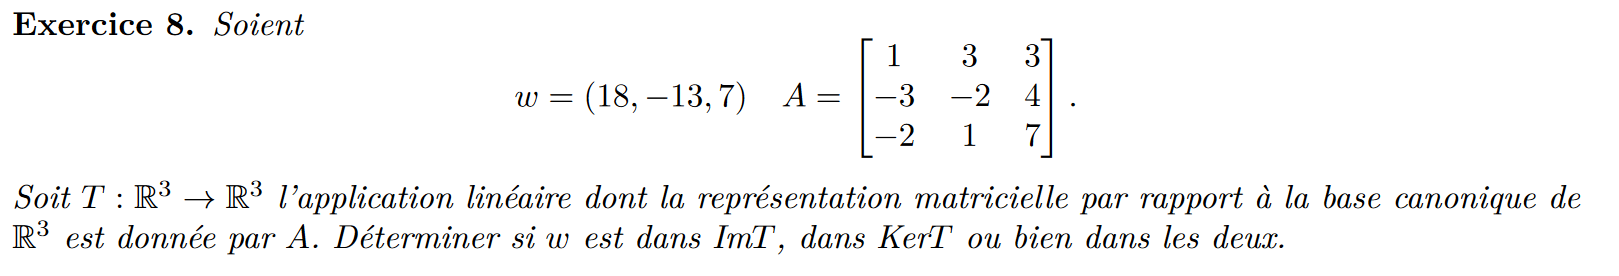 Exercice 8. Soient
w = (18, −13, 7) A = [1 3 3
−3 −2 4
−2 1 7].
Soit T : ℝ³ → ℝ³ l'application linéaire dont la représentation matricielle par rapport à la base canonique de
ℝ³ est donnée par A. Déterminer si w est dans ImT, dans KerT ou bien dans les deux.